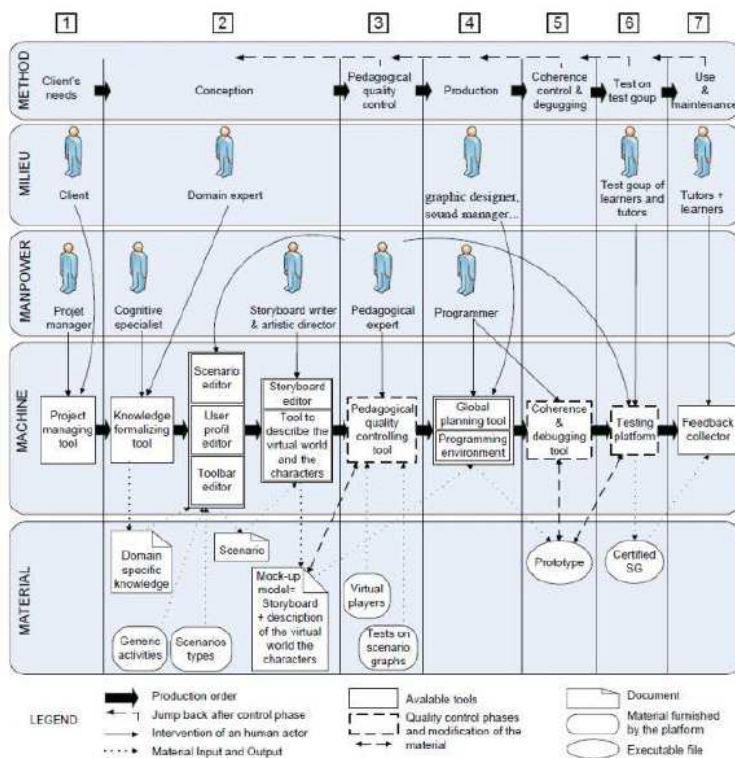 1 2 3 4 5 6 7
METHOD
Client's
needs
Conception
Pedagogical
quality
control
Production
Coherence
control &
degugging
Test on
test goup
Use
&
maintenance
MILIEU
Client
Domain expert
graphic designer,
sound manager...
Test goup of
learners and
tutors
Tutors +
learners
MANPOWER
Projet
manager
Cognitive
specialist
Storyboard writer
& artistic director
Pedagogical
expert
Programmer
MACHINE
Project
managing
tool
Knowledge
formalizing
tool
Scenario
editor
User
profil
editor
Toolbar
editor
Storyboard
editor
Tool to
describe the
virtual world
and the
characters
Pedagogical
quality
controlling
tool
Global
planning tool
Programming
environment
Coherence
&
debugging
tool
Testing
platform
Feedback
collector
MATERIAL
Domain
specific
knowledge
Scenario
Generic
activities
Scenarios
types
Mock-up
model=
Storyboard
+ description
of the virtual
world the
characters
Virtual
players
Tests on
scenario
graphs
Prototype
Certified
SG
LEGEND
Production order
Jump back after control phase
Intervention of an human actor
Material Input and Output
Avalable tools
Quality control phases
and modification of the
material
Document
Material furnished
by the platform
Executable file